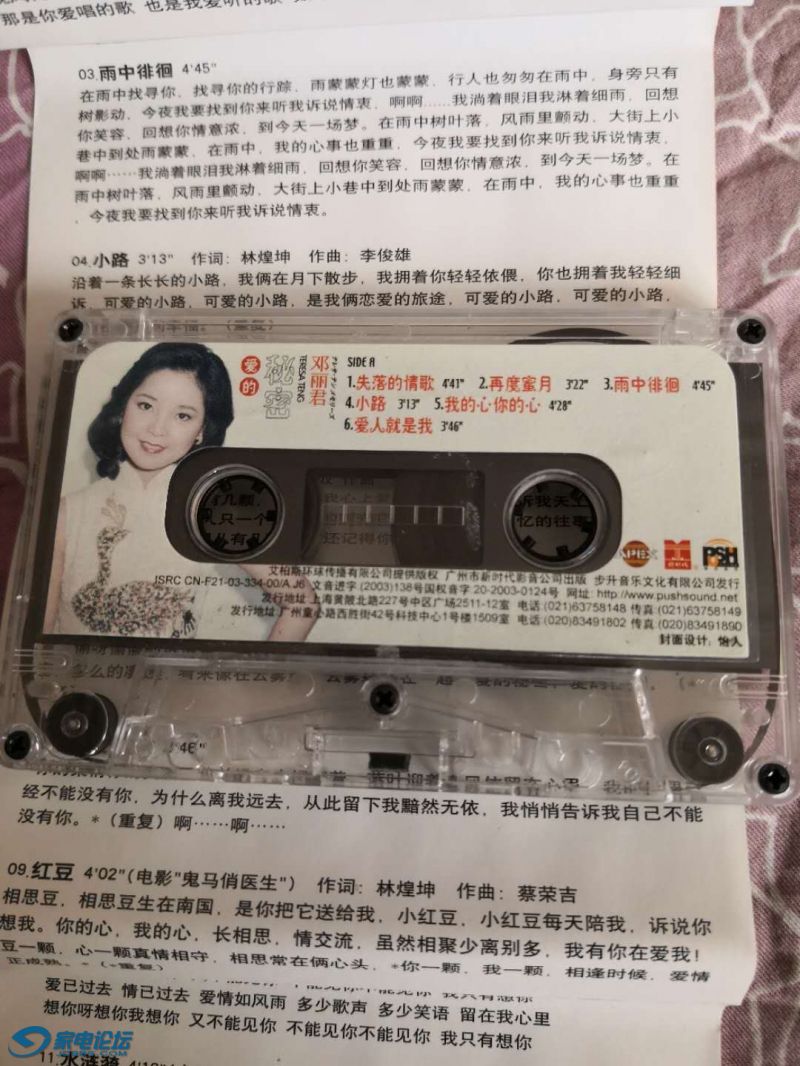 那是你爱唱的歌 也是我爱听的歌
03.雨中徘徊 4'45"
在雨中找寻你，找寻你的行踪，雨蒙蒙灯也蒙蒙，行人也匆匆在雨中，身旁只有
树影动，今夜我要找到你来听我诉说情衷，啊啊……我淌着眼泪我淋着细雨，回想
你笑容，回想你情意浓，到今天一场梦。在雨中树叶落，风雨里颤动，大街上小
巷中到处雨蒙蒙，在雨中，我的心事也重重，今夜我要找到你来听我诉说情衷，
啊啊……我淌着眼泪我淋着细雨，回想你笑容，回想你情意浓，到今天一场梦。在
雨中树叶落，风雨里颤动，大街上小巷中到处雨蒙蒙，在雨中，我的心事也重重
，今夜我要找到你来听我诉说情衷。
04.小路 3'13" 作词：林煌坤 作曲：李俊雄
沿着一条长长的小路，我俩在月下散步，我拥着你轻轻依偎，你也拥着我轻轻细
诉，可爱的小路，可爱的小路，是我俩恋爱的旅途，可爱的小路，可爱的小路，
爱的
秘密
TERESA TENG
邓丽君
SIDE A
1.失落的情歌 4'41" 2.再度蜜月 3'22" 3.雨中徘徊 4'45"
4.小路 3'13" 5.我的心你的心 4'28"
6.爱人就是我 3'46"
几颗，
只一个
我心上
还记得你
诉我天上
忆的往事
APEX
PSH
艾柏斯环球传播有限公司提供版权 广州市新时代影音公司出版 步升音乐文化有限公司发行
ISRC CN-F21-03-334-00/A.J6 文音进字(2003)138号国权音字20-2003-0124号 网址：http://www.pushsound.net
发行地址 上海黄陂北路227号中区广场2511-12室 电话(021)63758148 传真(021)63758149
发行地址 广州童心路西胜街42号科技中心1号楼1509室 电话(020)83491802 传真(020)83491890
封面设计：怡人
经不能没有你，为什么离我远去，从此留下我黯然无依，我悄悄告诉我自己不能
没有你。*（重复）啊……啊……
09.红豆 4'02"(电影"鬼马俏医生") 作词：林煌坤 作曲：蔡荣吉
相思豆，相思豆生在南国，是你把它送给我，小红豆，小红豆每天陪我，诉说你
想我。你的心，我的心，长相思，情交流，虽然相聚少离别多，我有你在爱我！
豆一颗，心一颗真情相守，相思常在俩心头，*你一颗，我一颗，相逢时候，爱情
正成熟。*（*重复）
爱已过去 情已过去 爱情如风雨 多少歌声 多少笑语 留在我心里
想你呀想你我想你 又不能见你 不能见你不能见你 我只有想你
11.水涟漪
家电论坛